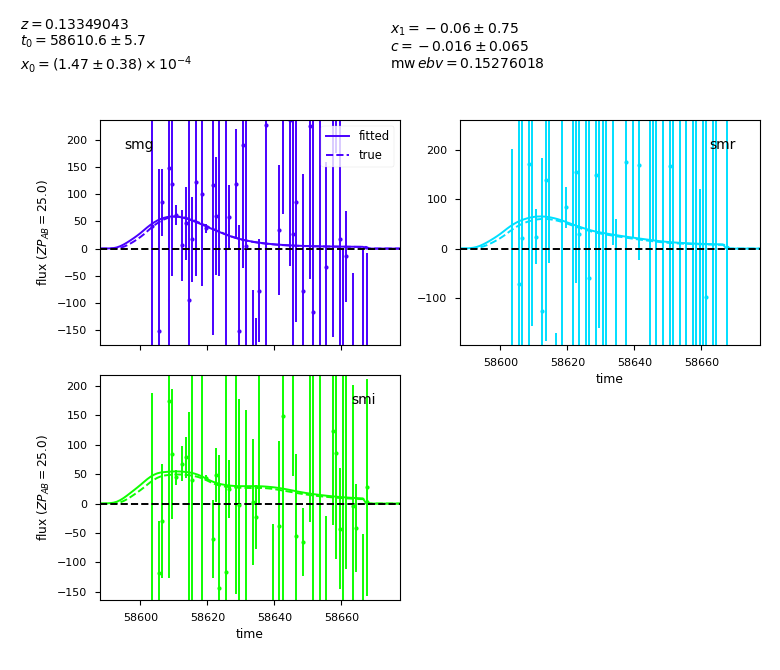 z = 0.13349043
t0 = 58610.6 ± 5.7
x0 = (1.47 ± 0.38) × 10^−4
x1 = −0.06 ± 0.75
c = −0.016 ± 0.065
mw ebv = 0.15276018
smg
fitted
true
200
150
100
50
0
−50
−100
−150
flux (ZP_AB = 25.0)
smr
200
100
0
−100
58600 58620 58640 58660
time
smi
200
150
100
50
0
−50
−100
−150
flux (ZP_AB = 25.0)
58600 58620 58640 58660
time